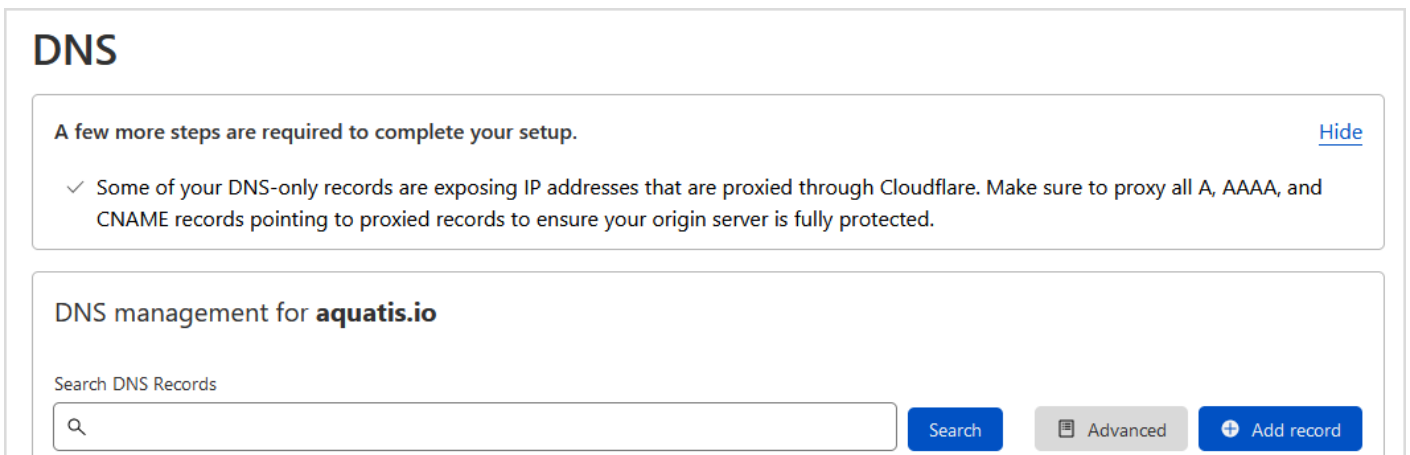 DNS
A few more steps are required to complete your setup.
Hide
Some of your DNS-only records are exposing IP addresses that are proxied through Cloudflare. Make sure to proxy all A, AAAA, and
CNAME records pointing to proxied records to ensure your origin server is fully protected.
DNS management for aquatis.io
Search DNS Records
Search
Advanced
Add record